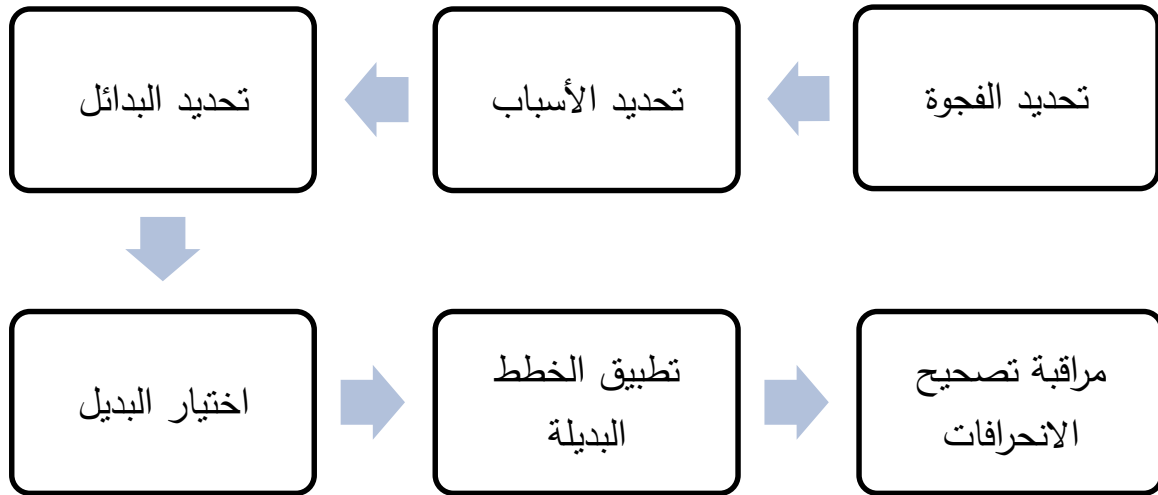 تحديد الفجوة
تحديد الأسباب
تحديد البدائل
اختيار البديل
تطبيق الخطط
البديلة
مراقبة تصحيح
الانحرافات